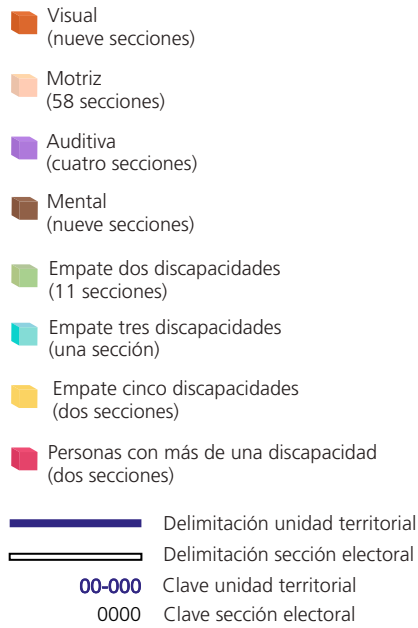 Visual
(nueve secciones)
Motriz
(58 secciones)
Auditiva
(cuatro secciones)
Mental
(nueve secciones)
Empate dos discapacidades
(11 secciones)
Empate tres discapacidades
(una sección)
Empate cinco discapacidades
(dos secciones)
Personas con más de una discapacidad
(dos secciones)
Delimitación unidad territorial
Delimitación sección electoral
00-000 Clave unidad territorial
0000 Clave sección electoral